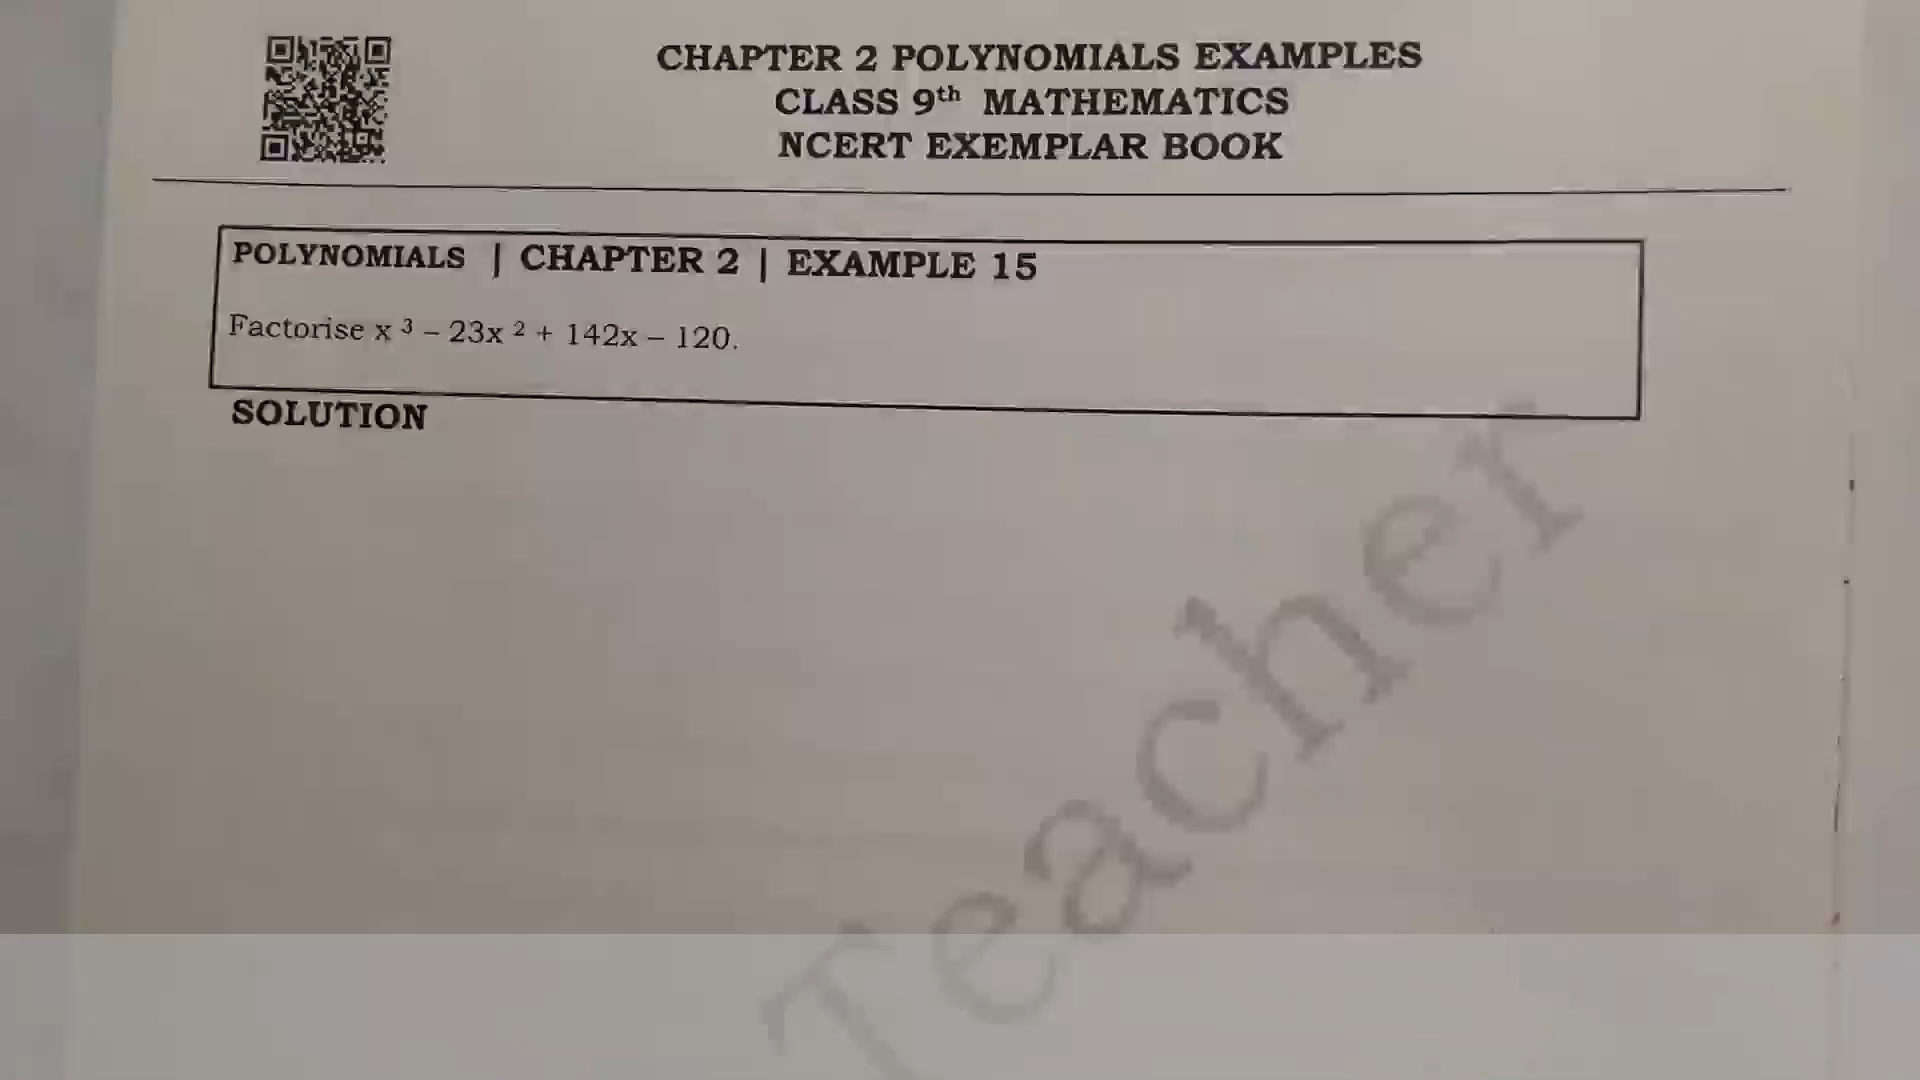 CHAPTER 2 POLYNOMIALS EXAMPLES
CLASS 9th MATHEMATICS
NCERT EXEMPLAR BOOK
POLYNOMIALS | CHAPTER 2 | EXAMPLE 15
Factorise x 3 – 23x 2 + 142x – 120.
SOLUTION
Teacher